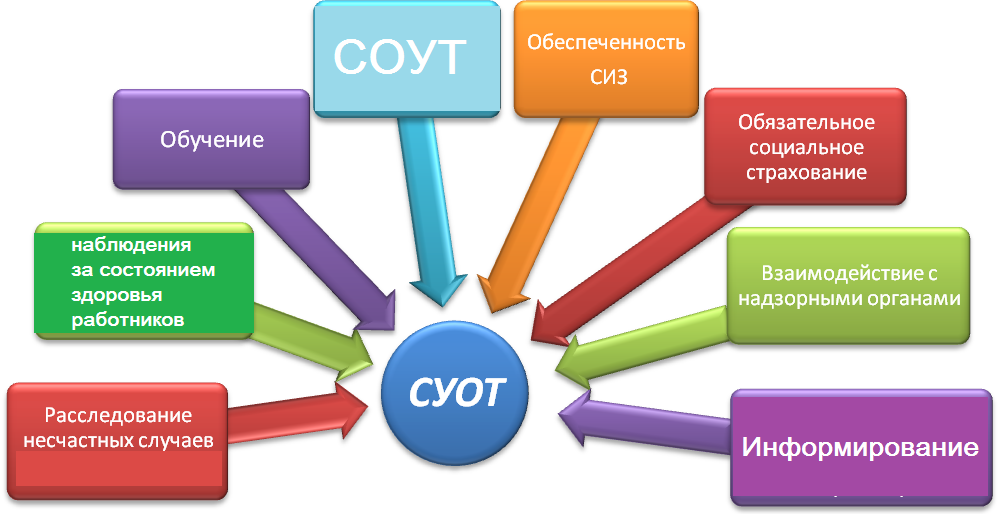 СОУТ
Обеспеченность
СИЗ
Обучение
Обязательное
социальное
страхование
наблюдения
за состоянием
здоровья
работников
Взаимодействие с
надзорными органами
СУОТ
Расследование
несчастных случаев
Информирование